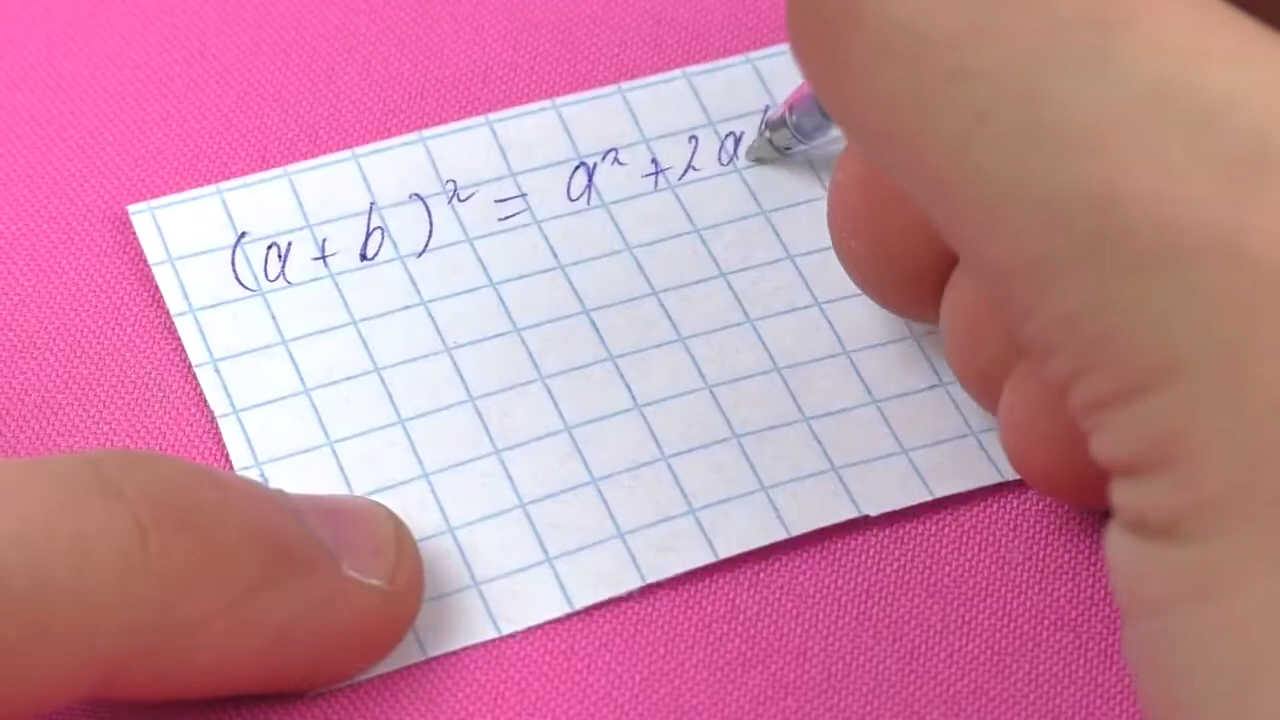 (a+b)² = a²+2a